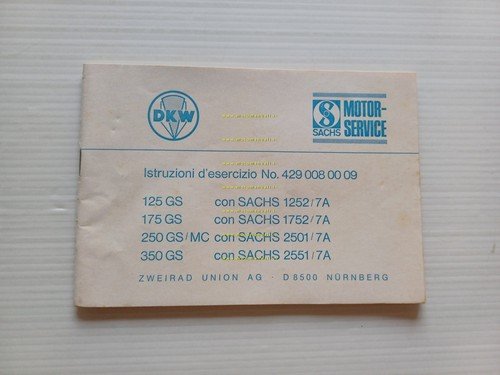 DKW
SACHS
MOTOR-
SERVICE
Istruzioni d'esercizio No. 429 008 00 09
125 GS con SACHS 1252/7A
175 GS con SACHS 1752/7A
250 GS/MC con SACHS 2501/7A
350 GS con SACHS 2551/7A
ZWEIRAD UNION AG · D 8500 NÜRNBERG